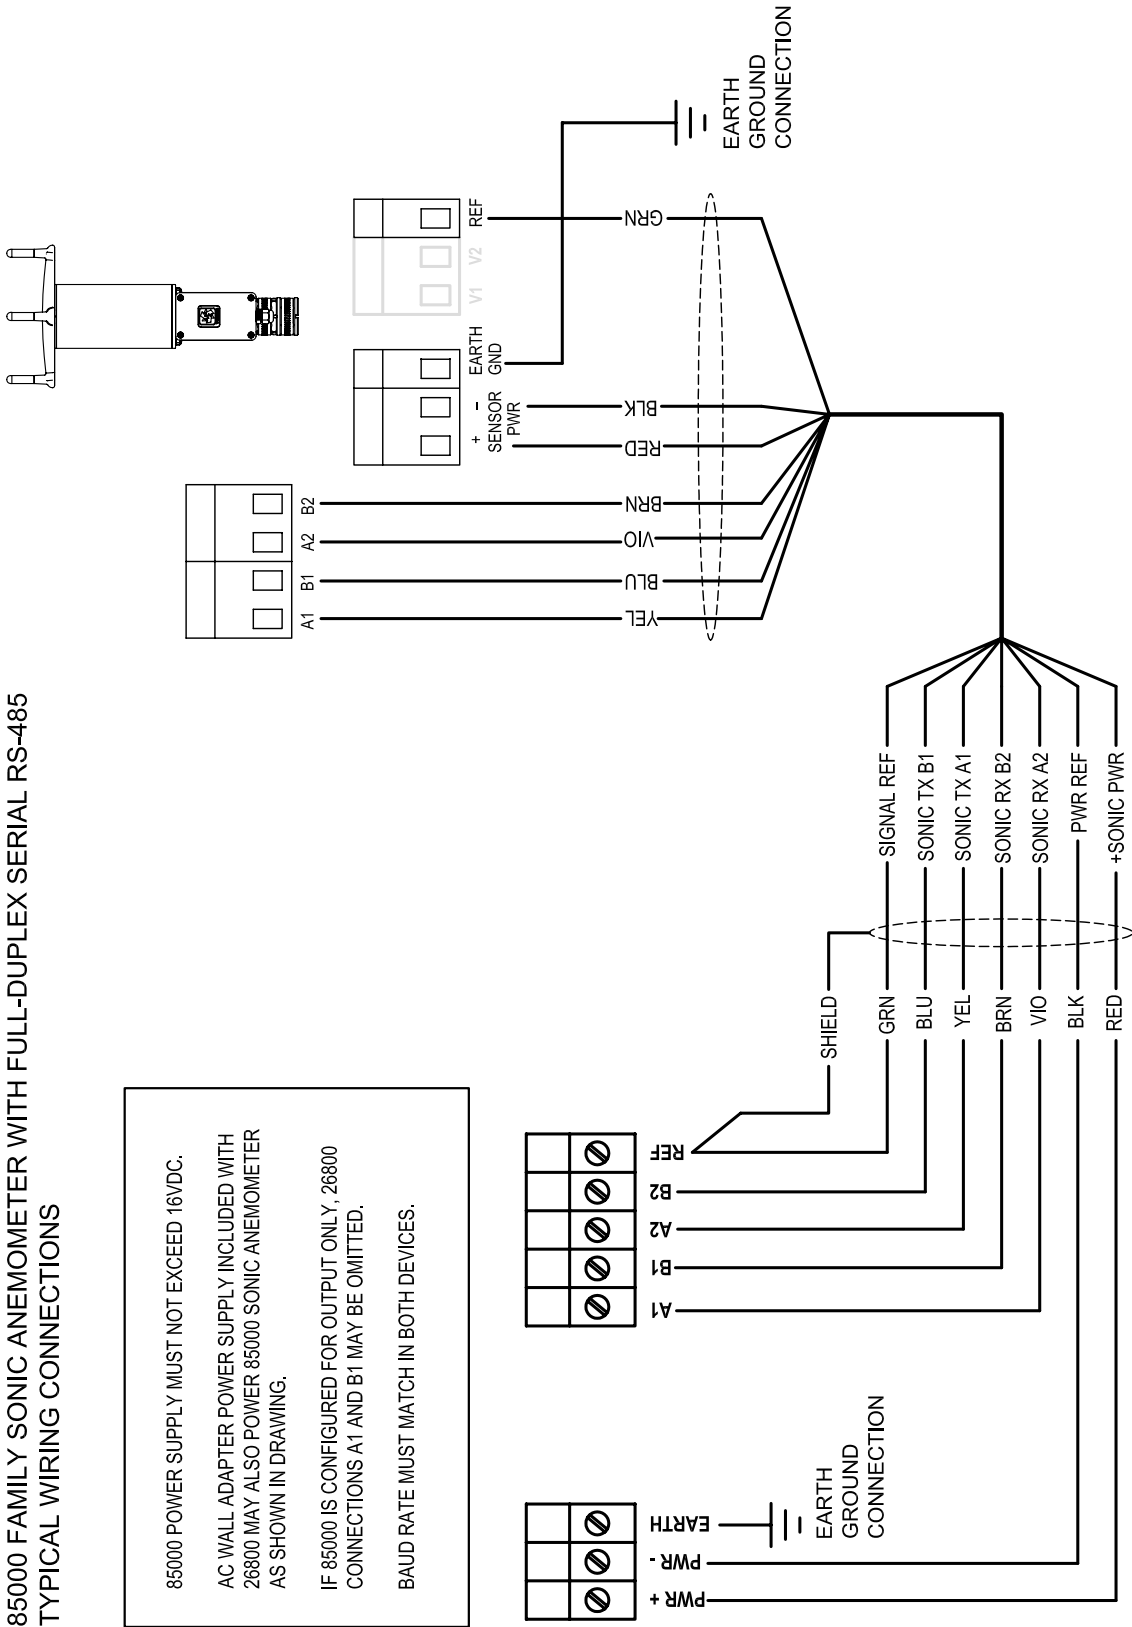 85000 FAMILY SONIC ANEMOMETER WITH FULL-DUPLEX SERIAL RS-485
TYPICAL WIRING CONNECTIONS
85000 POWER SUPPLY MUST NOT EXCEED 16VDC.
AC WALL ADAPTER POWER SUPPLY INCLUDED WITH
26800 MAY ALSO POWER 85000 SONIC ANEMOMETER
AS SHOWN IN DRAWING.
IF 85000 IS CONFIGURED FOR OUTPUT ONLY, 26800
CONNECTIONS A1 AND B1 MAY BE OMITTED.
BAUD RATE MUST MATCH IN BOTH DEVICES.
A1
B1
A2
B2
+ -
SENSOR
PWR
EARTH
GND
V1
V2
REF
YEL
BLU
VIO
BRN
RED
BLK
GRN
EARTH
GROUND
CONNECTION
PWR +
PWR -
EARTH
EARTH
GROUND
CONNECTION
A1
B1
A2
B2
REF
SHIELD
GRN
SIGNAL REF
BLU
SONIC TX B1
YEL
SONIC TX A1
BRN
SONIC RX B2
VIO
SONIC RX A2
BLK
PWR REF
RED
+SONIC PWR